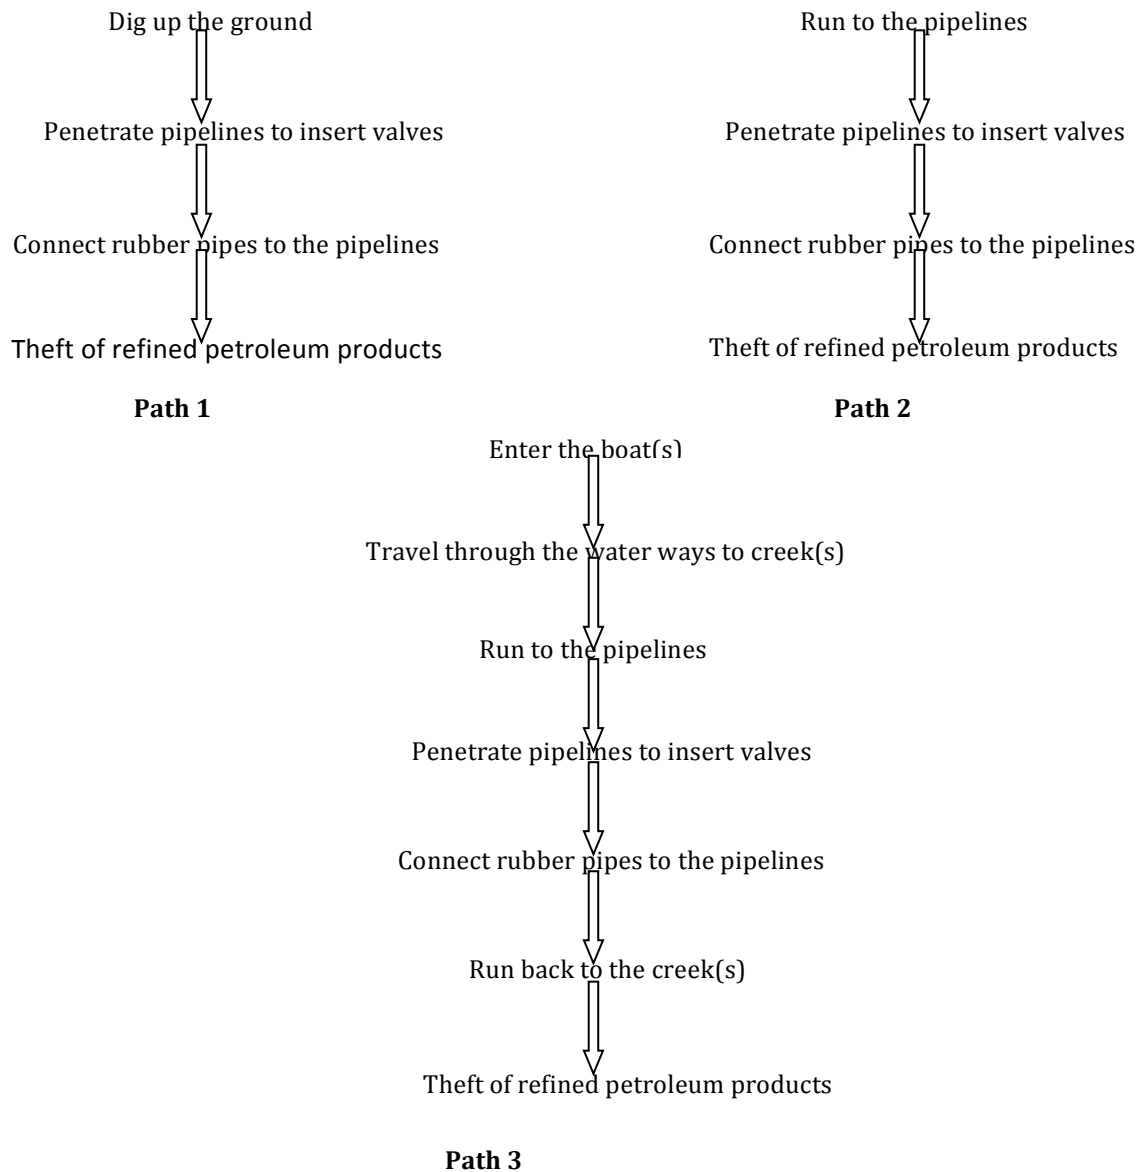 Dig up the ground
Penetrate pipelines to insert valves
Connect rubber pipes to the pipelines
Theft of refined petroleum products
Path 1
Run to the pipelines
Penetrate pipelines to insert valves
Connect rubber pipes to the pipelines
Theft of refined petroleum products
Path 2
Enter the boat(s)
Travel through the water ways to creek(s)
Run to the pipelines
Penetrate pipelines to insert valves
Connect rubber pipes to the pipelines
Run back to the creek(s)
Theft of refined petroleum products
Path 3